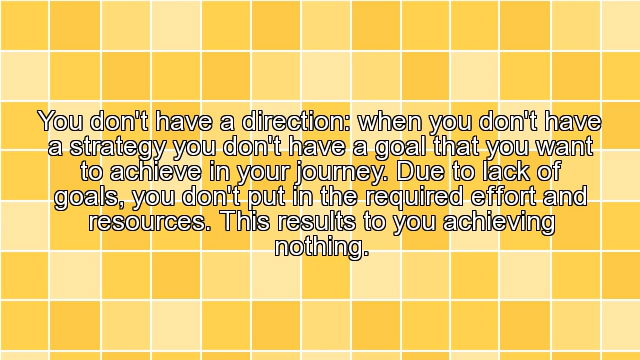 You don't have a direction: when you don't have
a strategy you don't have a goal that you want
to achieve in your journey. Due to lack of
goals, you don't put in the required effort and
resources. This results to you achieving
nothing.